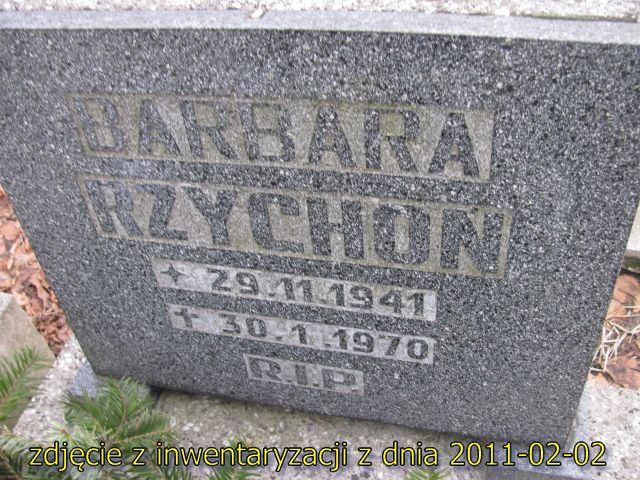 BARBARA
RZYCHOŃ
* 29.11.1941
† 30.1.1970
R.I.P.
zdjęcie z inwentaryzacji z dnia 2011-02-02